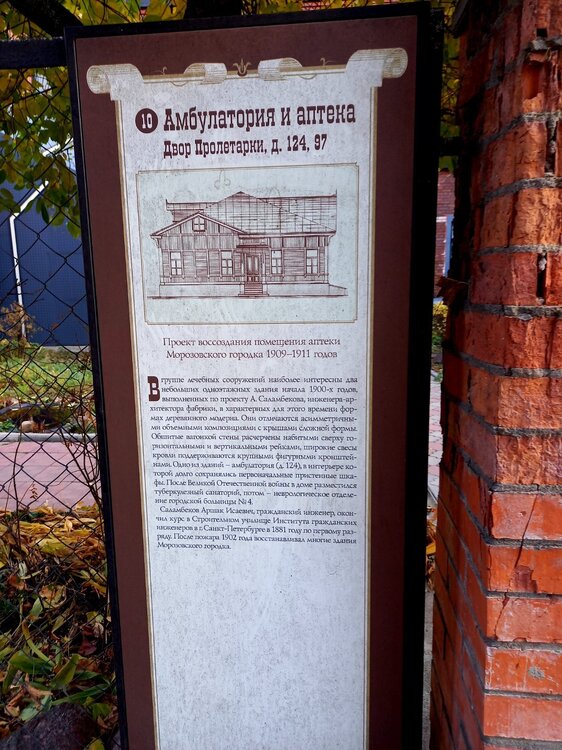 10 Амбулатория и аптека
Двор Пролетарки, д. 124, 97
Проект воссоздания помещения аптеки
Морозовского городка 1909–1911 годов
В группе лечебных сооружений наиболее интересны два
небольших одноэтажных здания начала 1900-х годов,
выполненных по проекту А. Саламбекова, инженера-ар-
хитектора фабрики, в характерных для этого времени фор-
мах деревянного модерна. Они отличаются асимметричны-
ми объемными композициями с крышами сложной формы.
Обшитые вагонкой стены расчерчены набитыми сверху го-
ризонтальными и вертикальными рейками, широкие свесы
кровли поддерживаются крупными фигурными кронштей-
нами. Одно из зданий – амбулатория (д. 124), в интерьере ко-
торой долго сохранялись первоначальные пристенные шка-
фы. После Великой Отечественной войны в доме разместился
туберкулезный санаторий, потом – неврологическое отделе-
ние городской больницы № 4.
Саламбеков Аршак Исаевич, гражданский инженер, окон-
чил курс в Строительном училище Института гражданских
инженеров в г. Санкт-Петербурге в 1881 году по первому раз-
ряду. После пожара 1902 года восстанавливал многие здания
Морозовского городка.